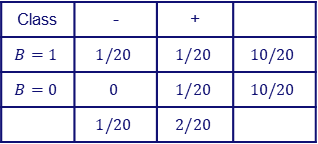 Class - +
B = 1 1/20 1/20 10/20
B = 0 0 1/20 10/20
1/20 2/20